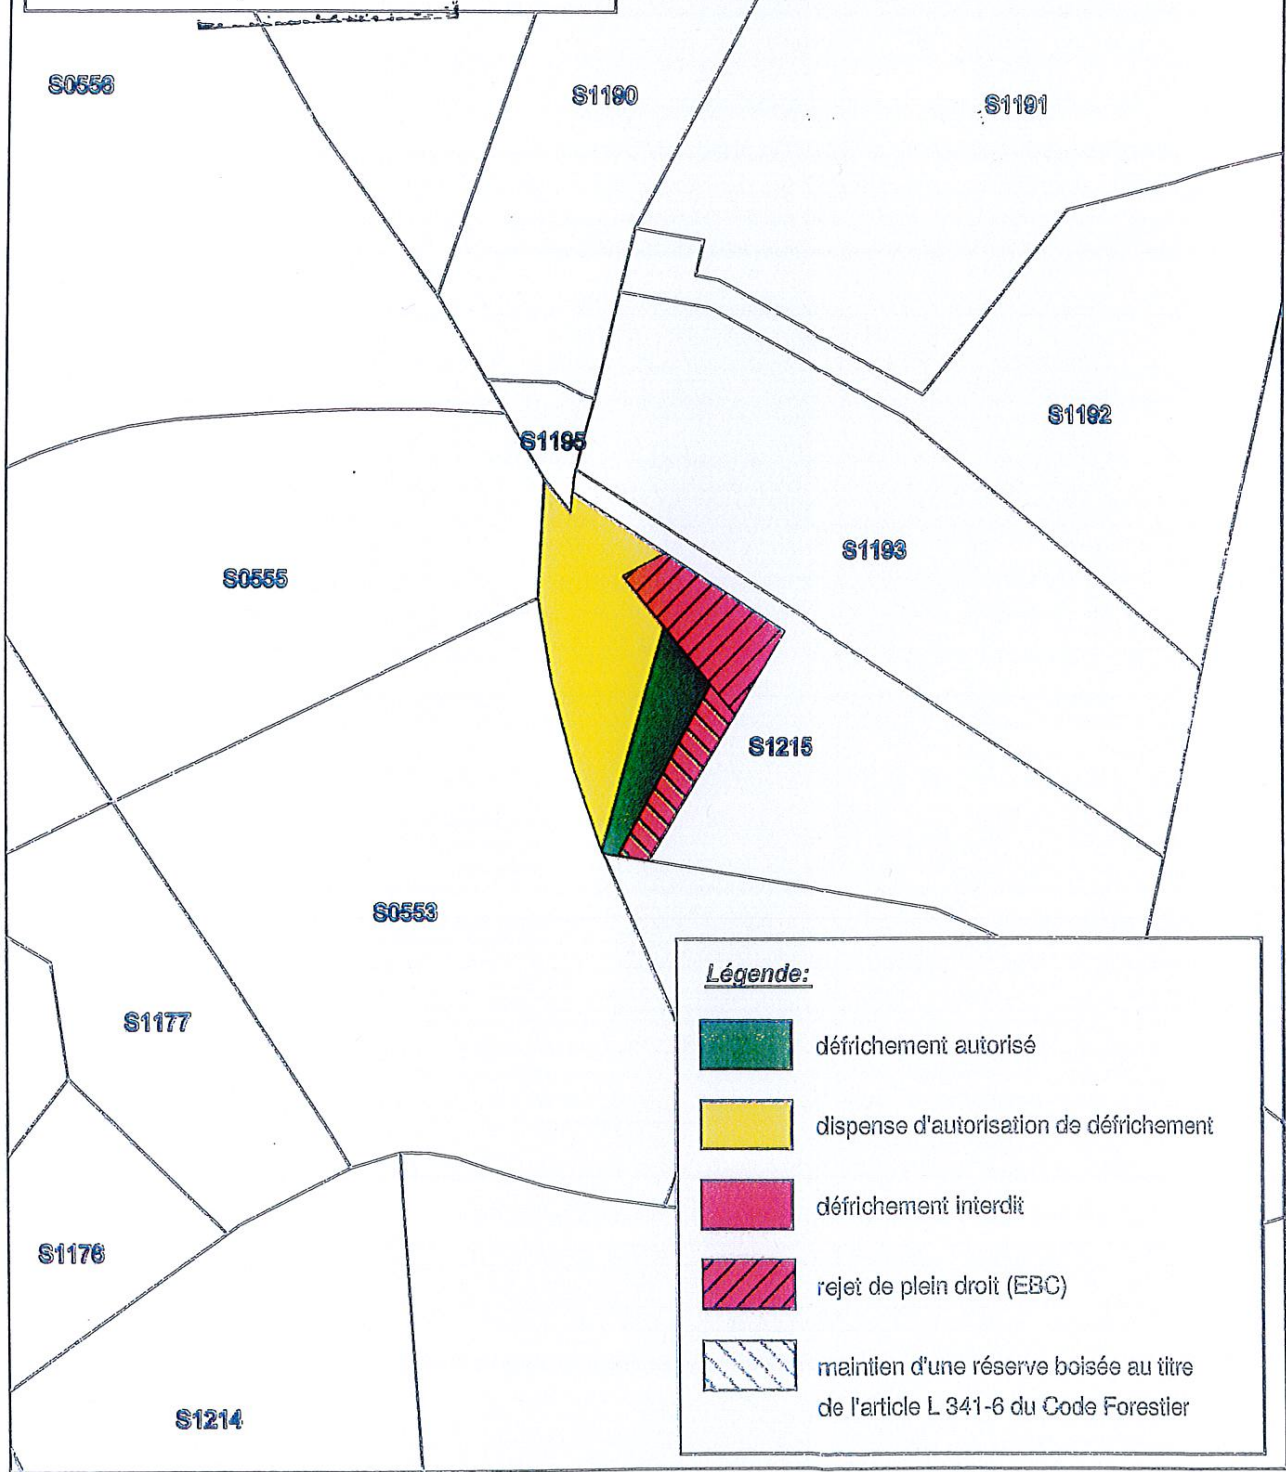 S0556
S1190
S1191
S1192
S1195
S1193
S0555
S1215
S0553
S1177
S1176
S1214
Légende:
défrichement autorisé
dispense d'autorisation de défrichement
défrichement interdit
rejet de plein droit (EBC)
maintien d'une réserve boisée au titre
de l'article L 341-6 du Code Forestier